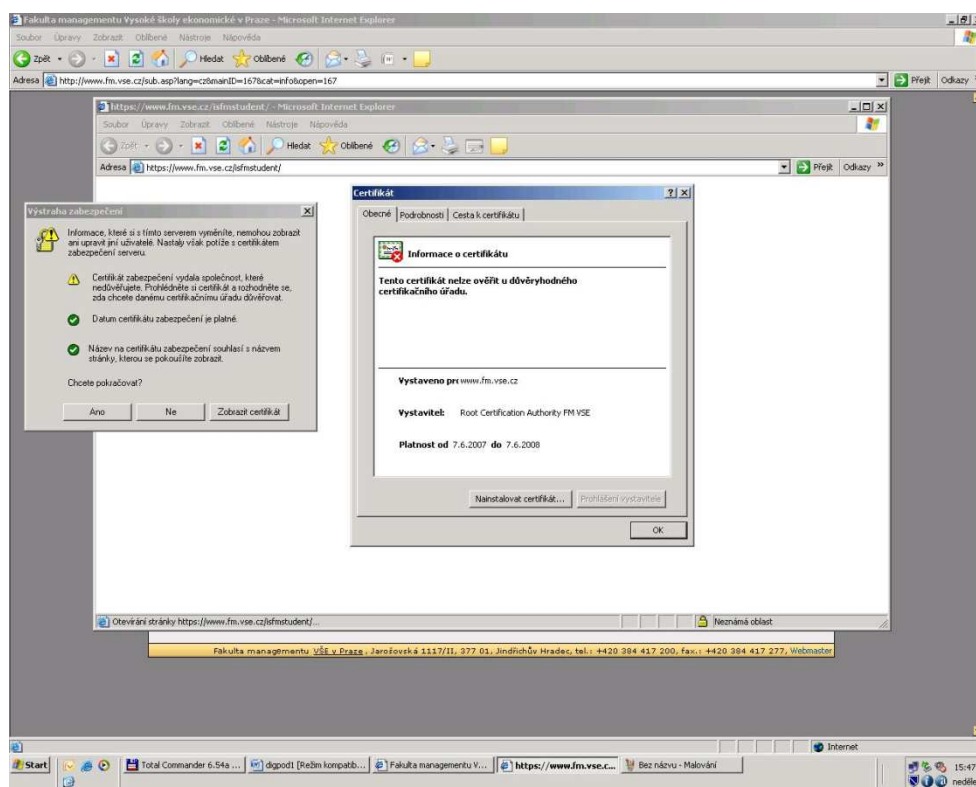 Fakulta managementu Vysoké školy ekonomické v Praze - Microsoft Internet Explorer
Soubor Úpravy Zobrazit Oblíbené Nástroje Nápověda
Zpět Hledat Oblíbené
Adresa http://www.fm.vse.cz/sub.asp?lang=cz&mainID=167&cat=info&open=167 Přejít Odkazy
https://www.fm.vse.cz/isfmstudent/ - Microsoft Internet Explorer
Soubor Úpravy Zobrazit Oblíbené Nástroje Nápověda
Zpět Hledat Oblíbené
Adresa https://www.fm.vse.cz/isfmstudent/ Přejít Odkazy »
Výstraha zabezpečení
Informace, které si s tímto serverem vyměníte, nemohou zobrazit
ani upravit jiní uživatelé. Nastaly však potíže s certifikátem
zabezpečení serveru.
Certifikát zabezpečení vydala společnost, které
nedůvěřujete. Prohlédněte si certifikát a rozhodněte se,
zda chcete danému certifikačnímu úřadu důvěřovat.
Datum certifikátu zabezpečení je platné.
Název na certifikátu zabezpečení souhlasí s názvem
stránky, kterou se pokoušíte zobrazit.
Chcete pokračovat?
Ano Ne Zobrazit certifikát
Certifikát
Obecné Podrobnosti Cesta k certifikátu
Informace o certifikátu
Tento certifikát nelze ověřit u důvěryhodného
certifikačního úřadu.
Vystaveno pro www.fm.vse.cz
Vystavitel: Root Certification Authority FM VSE
Platnost od 7.6.2007 do 7.6.2008
Nainstalovat certifikát... Prohlášení vystavitele
OK
Otevírání stránky https://www.fm.vse.cz/isfmstudent/... Neznámá oblast
Fakulta managementu VŠE v Praze, Jarošovská 1117/II, 377 01, Jindřichův Hradec, tel.: +420 384 417 200, fax.: +420 384 417 277, Webmaster
Internet
Start Total Commander 6.54a ... digpod1 [Režim kompatib... Fakulta managementu V... https://www.fm.vse.c... Bez názvu - Malování 15:47
neděle